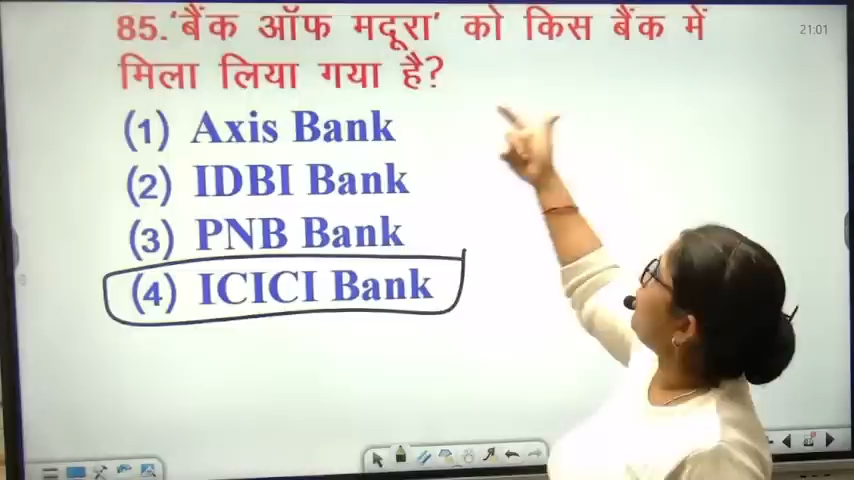 21:01
85.‘बैंक ऑफ मदूरा’ को किस बैंक में
मिला लिया गया है?
(1) Axis Bank
(2) IDBI Bank
(3) PNB Bank
(4) ICICI Bank